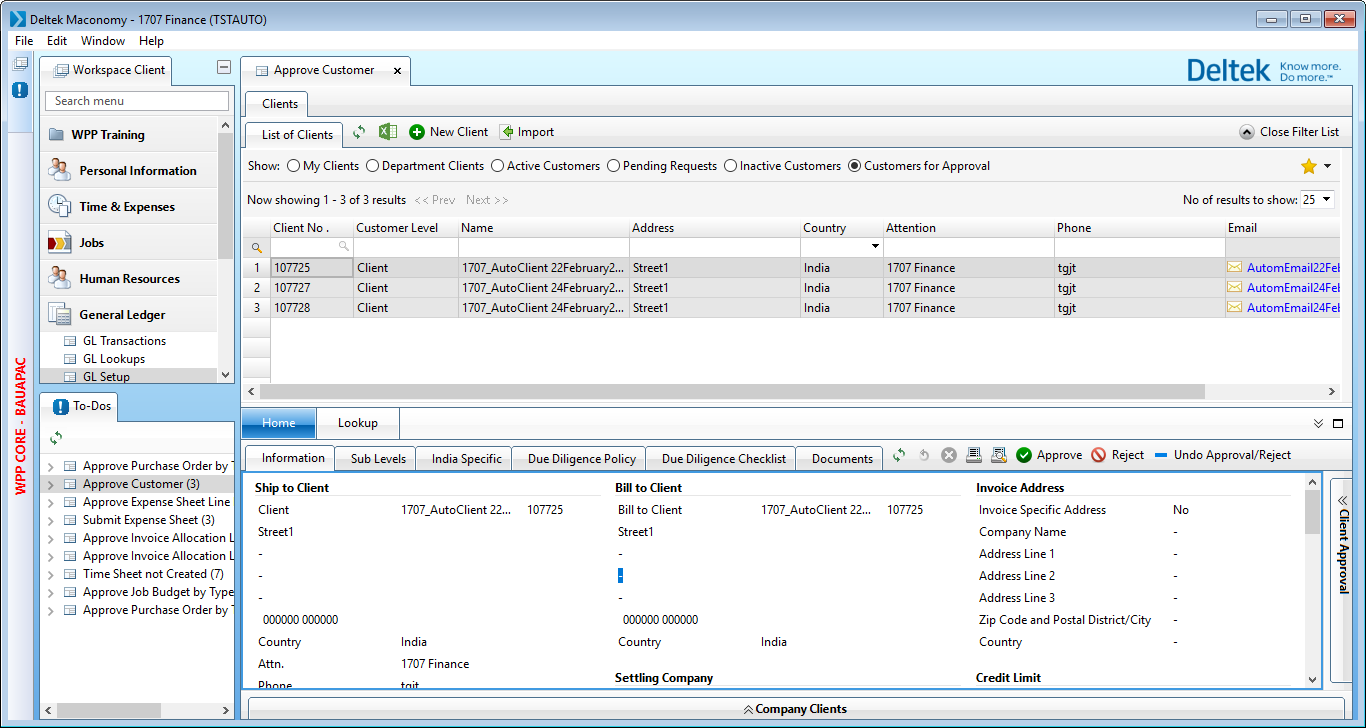 Deltek Maconomy - 1707 Finance (TSTAUTO)
File Edit Window Help
WPP CORE - BAUAPAC
Workspace Client
Search menu
WPP Training
Personal Information
Time & Expenses
Jobs
Human Resources
General Ledger
GL Transactions
GL Lookups
GL Setup
To-Dos
Approve Purchase Order by T
Approve Customer (3)
Approve Expense Sheet Line
Submit Expense Sheet (3)
Approve Invoice Allocation L
Approve Invoice Allocation L
Time Sheet not Created (7)
Approve Job Budget by Type
Approve Purchase Order by T
Approve Customer x
Deltek Know more. Do more.™
Clients
List of Clients New Client Import Close Filter List
Show: My Clients Department Clients Active Customers Pending Requests Inactive Customers Customers for Approval
Now showing 1 - 3 of 3 results << Prev Next >> No of results to show: 25
Client No . Customer Level Name Address Country Attention Phone Email
1 107725 Client 1707_AutoClient 22February2... Street1 India 1707 Finance tgjt AutomEmail22Feb
2 107727 Client 1707_AutoClient 24February2... Street1 India 1707 Finance tgjt AutomEmail24Feb
3 107728 Client 1707_AutoClient 24February2... Street1 India 1707 Finance tgjt AutomEmail24Feb
Home Lookup
Information Sub Levels India Specific Due Diligence Policy Due Diligence Checklist Documents Approve Reject Undo Approval/Reject
Ship to Client Bill to Client Invoice Address
Client 1707_AutoClient 22... 107725 Bill to Client 1707_AutoClient 22... 107725 Invoice Specific Address No
Street1 Street1 Company Name -
- - Address Line 1 -
- - Address Line 2 -
- - Address Line 3 -
000000 000000 000000 000000 Zip Code and Postal District/City -
Country India Country India Country -
Attn. 1707 Finance
Phone tgjt Settling Company Credit Limit
Client Approval
Company Clients